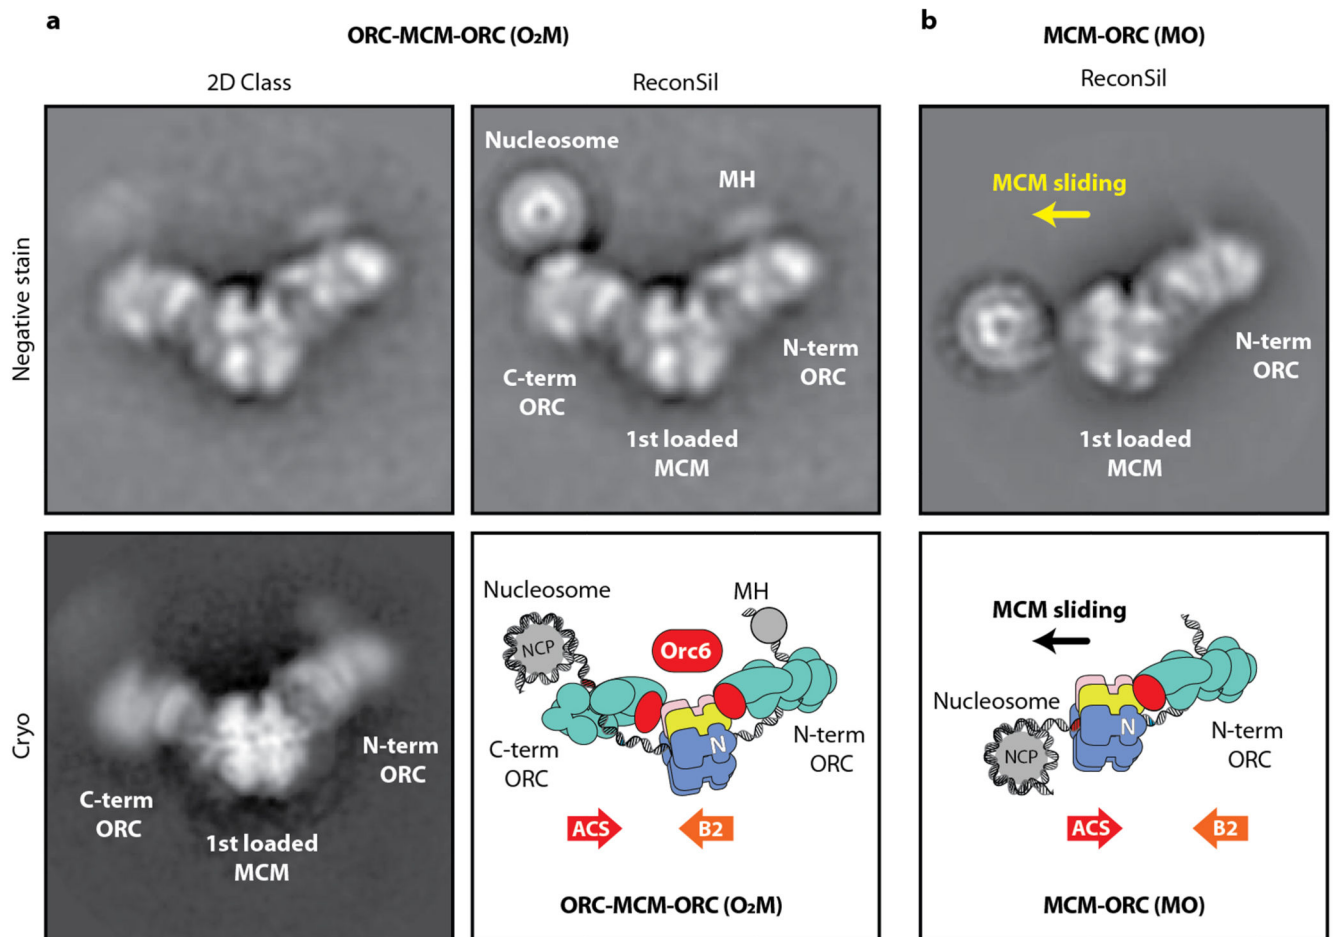 a
ORC-MCM-ORC (O₂M)
2D Class
ReconSil
Negative stain
Nucleosome
MH
C-term
ORC
N-term
ORC
1st loaded
MCM
Cryo
C-term
ORC
1st loaded
MCM
N-term
ORC
Nucleosome
NCP
MH
Orc6
N
C-term
ORC
N-term
ORC
ACS
B2
ORC-MCM-ORC (O₂M)
b
MCM-ORC (MO)
ReconSil
MCM sliding
N-term
ORC
1st loaded
MCM
MCM sliding
Nucleosome
NCP
N
N-term
ORC
ACS
B2
MCM-ORC (MO)